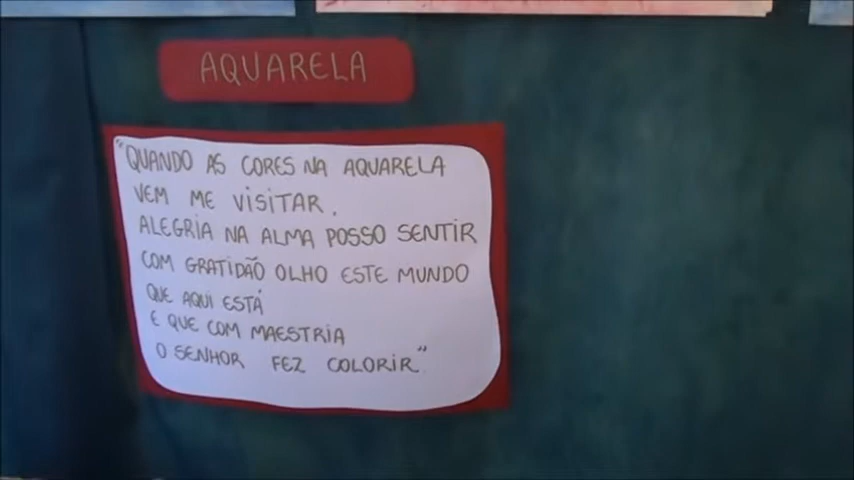 AQUARELA
"QUANDO AS CORES NA AQUARELA
VEM ME VISITAR.
ALEGRIA NA ALMA POSSO SENTIR
COM GRATIDÃO OLHO ESTE MUNDO
QUE AQUI ESTÁ
E QUE COM MAESTRIA
O SENHOR FEZ COLORIR"